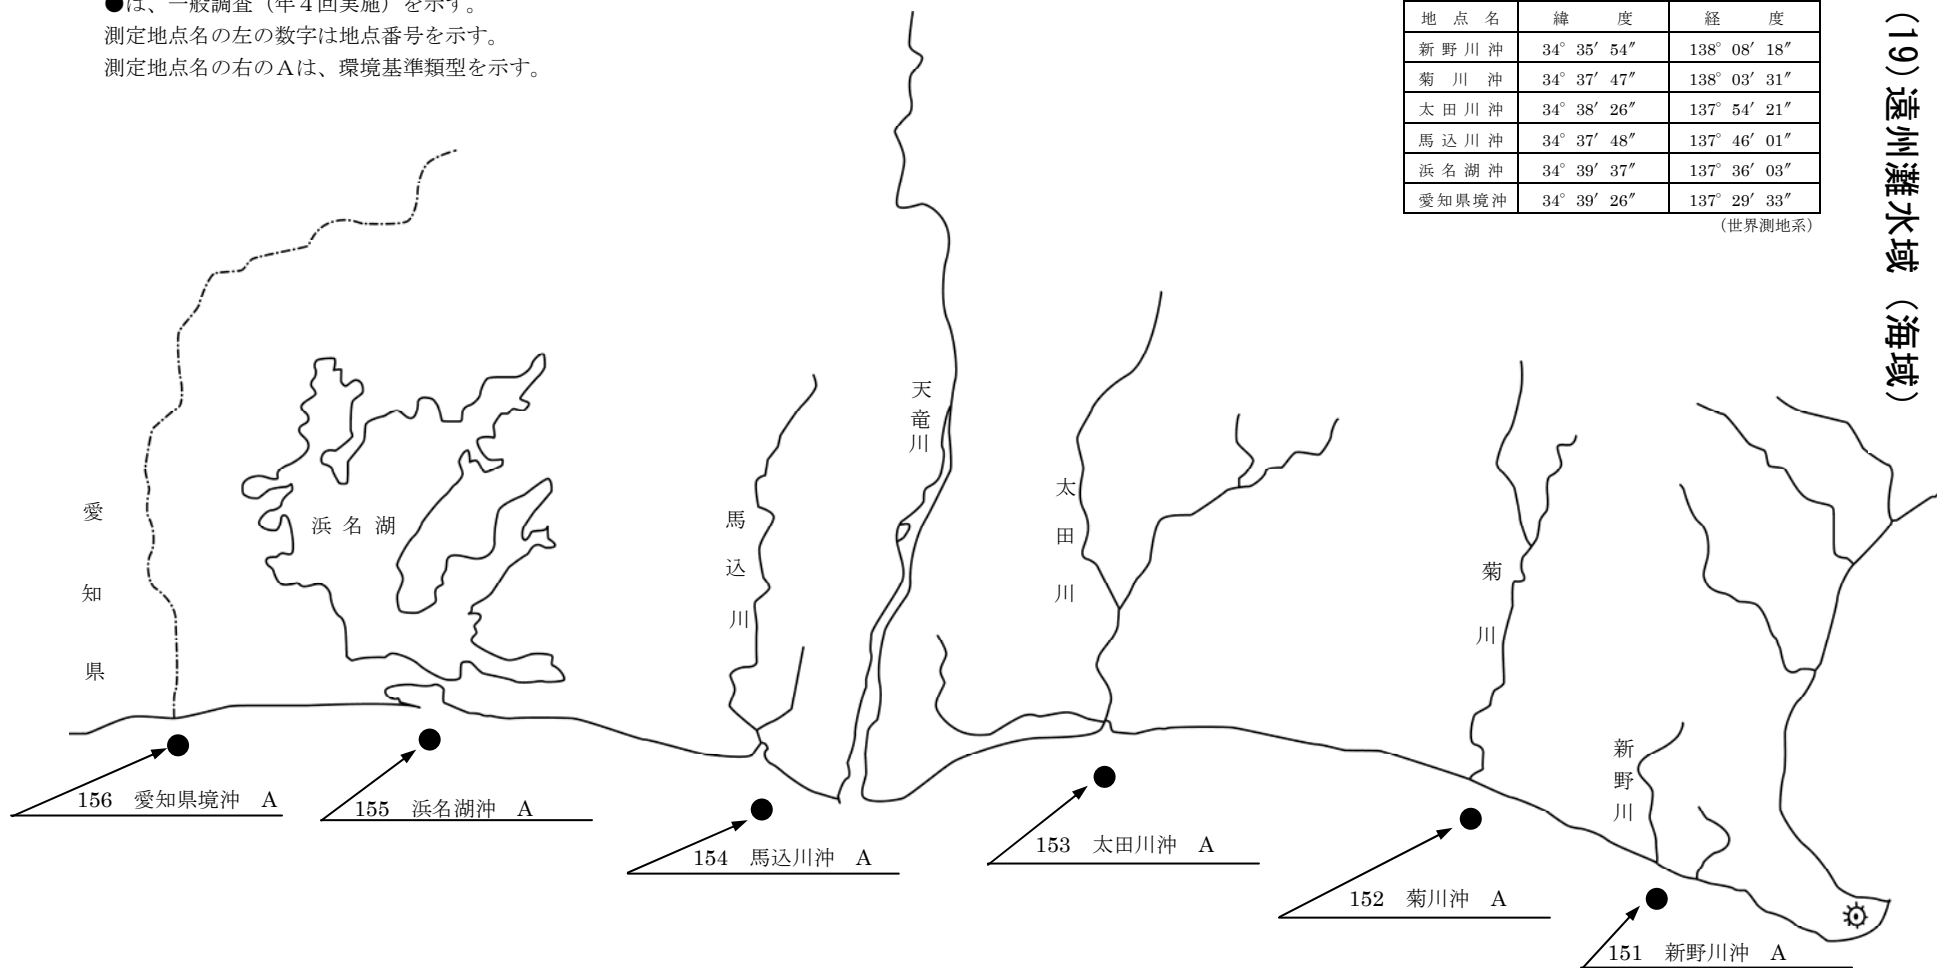 ●は、一般調査（年４回実施）を示す。
測定地点名の左の数字は地点番号を示す。
測定地点名の右のＡは、環境基準類型を示す。
(19)遠州灘水域（海域）
地点名 緯度 経度
新野川沖 34° 35′ 54″ 138° 08′ 18″
菊川沖 34° 37′ 47″ 138° 03′ 31″
太田川沖 34° 38′ 26″ 137° 54′ 21″
馬込川沖 34° 37′ 48″ 137° 46′ 01″
浜名湖沖 34° 39′ 37″ 137° 36′ 03″
愛知県境沖 34° 39′ 26″ 137° 29′ 33″
（世界測地系）
愛知県
浜名湖
馬込川
天竜川
太田川
菊川
新野川
156 愛知県境沖 A
155 浜名湖沖 A
154 馬込川沖 A
153 太田川沖 A
152 菊川沖 A
151 新野川沖 A